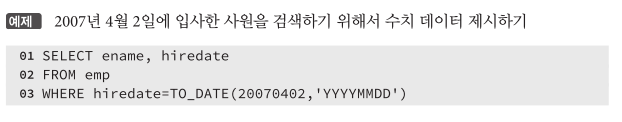 예제 2007년 4월 2일에 입사한 사원을 검색하기 위해서 수치 데이터 제시하기
01 SELECT ename, hiredate
02 FROM emp
03 WHERE hiredate=TO_DATE(20070402,'YYYYMMDD')